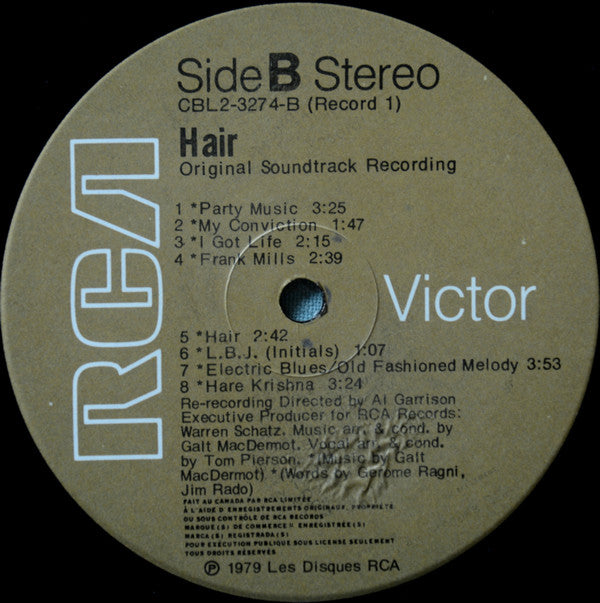 Side B Stereo
CBL2-3274-B (Record 1)
Hair
Original Soundtrack Recording
1 *Party Music 3:25
2 *My Conviction 1:47
3 *I Got Life 2:15
4 *Frank Mills 2:39
RCA
Victor
5 *Hair 2:42
6 *L.B.J. (Initials) 1:07
7 *Electric Blues/Old Fashioned Melody 3:53
8 *Hare Krishna 3:24
Re-recording Directed by Al Garrison
Executive Producer for RCA Records:
Warren Schatz. Music arr. & cond. by
Galt MacDermot. Vocal arr. & cond.
by Tom Pierson. *(Music by Galt
MacDermot) *(Words by Gerome Ragni,
Jim Rado)
FAIT AU CANADA PAR RCA LIMITÉE
À L'AIDE D'ENREGISTREMENTS ORIGINAUX, PROPRIÉTÉ
OU SOUS CONTRÔLE DE RCA RECORDS
MARQUE(S) DE COMMERCE ENREGISTRÉE(S)
MARCA(S) REGISTRADA(S)
POUR EXÉCUTION PUBLIQUE SOUS LICENSE SEULEMENT
TOUS DROITS RÉSERVÉS
℗ 1979 Les Disques RCA